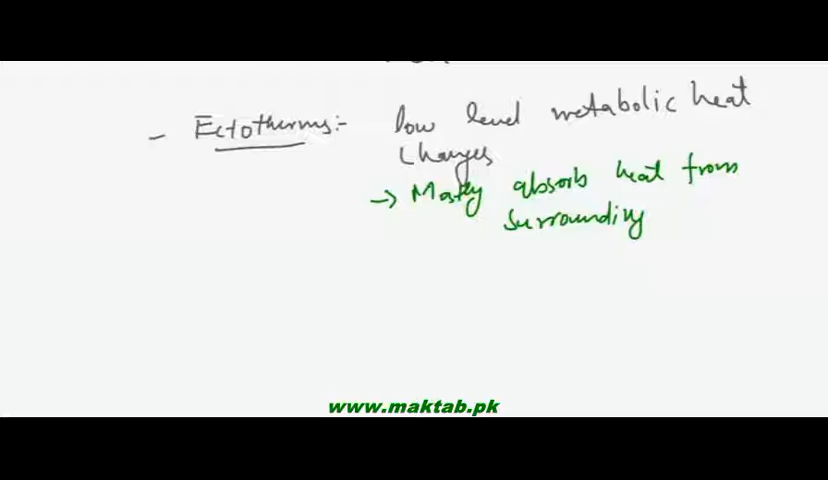 - Ectotherms:- low level metabolic heat
changes
→ Mostly absorb heat from
surrounding
www.maktab.pk